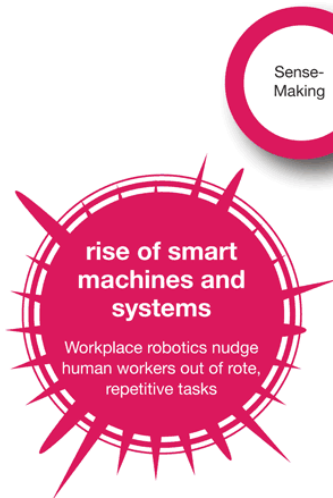 Sense-
Making
rise of smart
machines and
systems
Workplace robotics nudge
human workers out of rote,
repetitive tasks